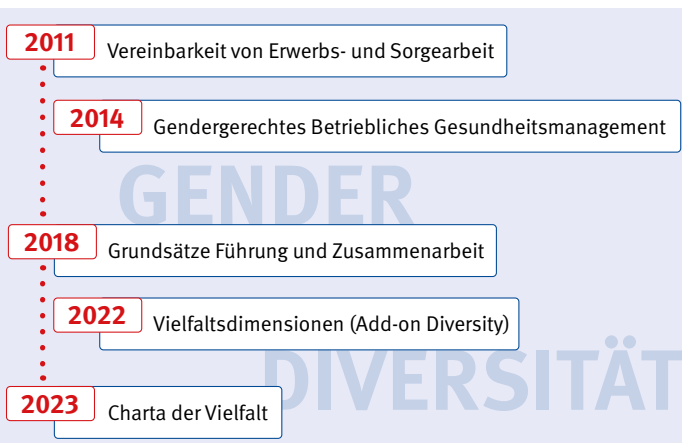 2011
Vereinbarkeit von Erwerbs- und Sorgearbeit
2014
Gendergerechtes Betriebliches Gesundheitsmanagement
GENDER
2018
Grundsätze Führung und Zusammenarbeit
2022
Vielfaltsdimensionen (Add-on Diversity)
DIVERSITÄT
2023
Charta der Vielfalt